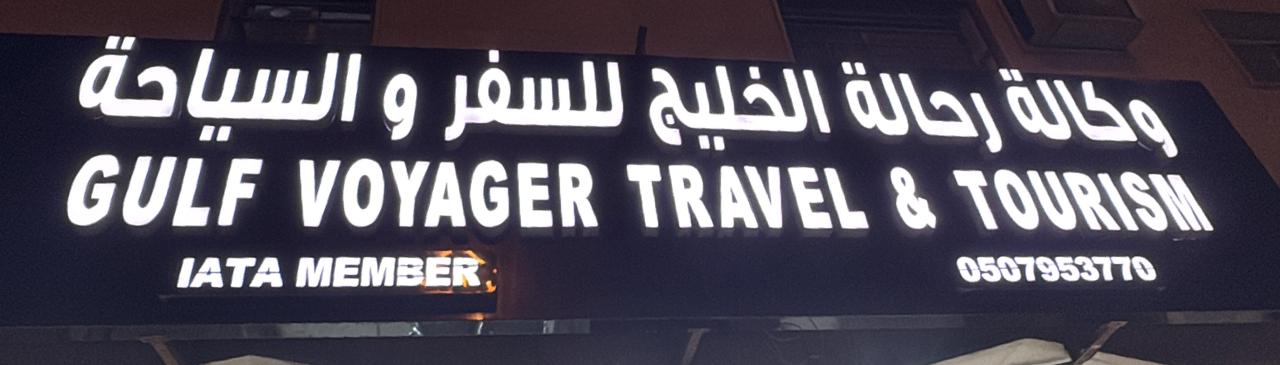 وكالة رحالة الخليج للسفر و السياحة
GULF VOYAGER TRAVEL & TOURISM
IATA MEMBER
0507953770